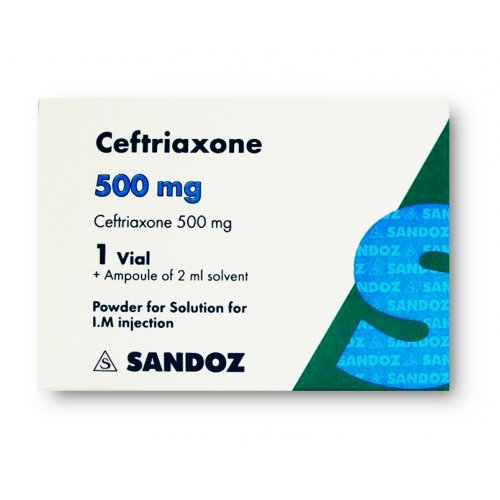 Ceftriaxone
500 mg
Ceftriaxone 500 mg
1 Vial
+ Ampoule of 2 ml solvent
Powder for Solution for
I.M injection
S SANDOZ